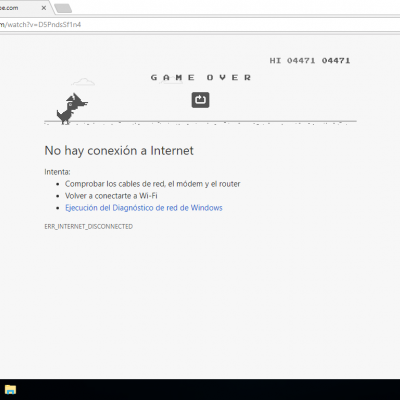 be.com
m/watch?v=D5PndsSf1n4
HI 04471 04471
GAME OVER
No hay conexión a Internet
Intenta:
Comprobar los cables de red, el módem y el router
Volver a conectarte a Wi-Fi
Ejecución del Diagnóstico de red de Windows
ERR_INTERNET_DISCONNECTED